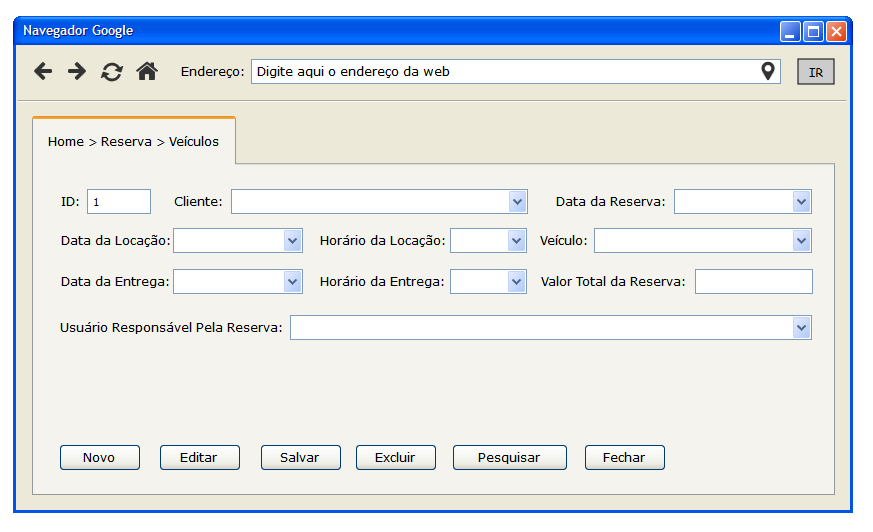 Navegador Google
Endereço: Digite aqui o endereço da web IR
Home > Reserva > Veículos
ID: 1 Cliente: Data da Reserva:
Data da Locação: Horário da Locação: Veículo:
Data da Entrega: Horário da Entrega: Valor Total da Reserva:
Usuário Responsável Pela Reserva:
Novo Editar Salvar Excluir Pesquisar Fechar